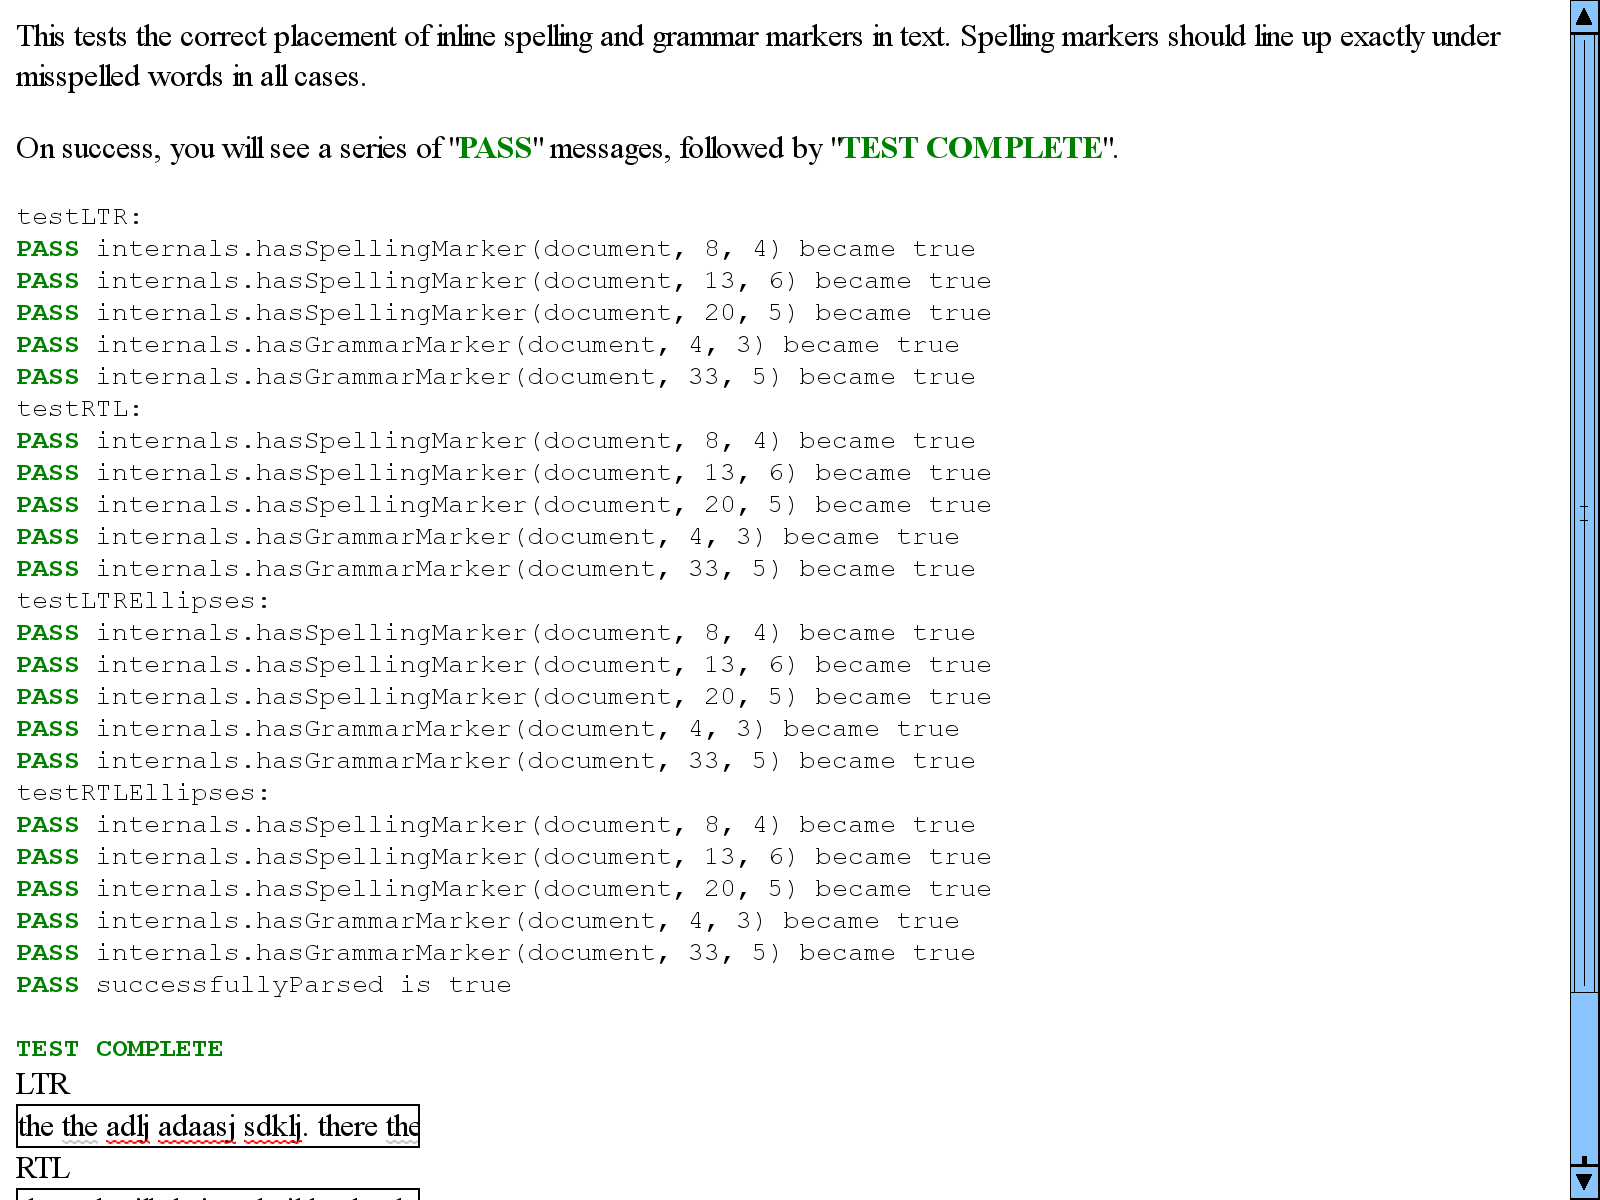 This tests the correct placement of inline spelling and grammar markers in text. Spelling markers should line up exactly under
misspelled words in all cases.
On success, you will see a series of "PASS" messages, followed by "TEST COMPLETE".
testLTR:
PASS internals.hasSpellingMarker(document, 8, 4) became true
PASS internals.hasSpellingMarker(document, 13, 6) became true
PASS internals.hasSpellingMarker(document, 20, 5) became true
PASS internals.hasGrammarMarker(document, 4, 3) became true
PASS internals.hasGrammarMarker(document, 33, 5) became true
testRTL:
PASS internals.hasSpellingMarker(document, 8, 4) became true
PASS internals.hasSpellingMarker(document, 13, 6) became true
PASS internals.hasSpellingMarker(document, 20, 5) became true
PASS internals.hasGrammarMarker(document, 4, 3) became true
PASS internals.hasGrammarMarker(document, 33, 5) became true
testLTREllipses:
PASS internals.hasSpellingMarker(document, 8, 4) became true
PASS internals.hasSpellingMarker(document, 13, 6) became true
PASS internals.hasSpellingMarker(document, 20, 5) became true
PASS internals.hasGrammarMarker(document, 4, 3) became true
PASS internals.hasGrammarMarker(document, 33, 5) became true
testRTLEllipses:
PASS internals.hasSpellingMarker(document, 8, 4) became true
PASS internals.hasSpellingMarker(document, 13, 6) became true
PASS internals.hasSpellingMarker(document, 20, 5) became true
PASS internals.hasGrammarMarker(document, 4, 3) became true
PASS internals.hasGrammarMarker(document, 33, 5) became true
PASS successfullyParsed is true
TEST COMPLETE
LTR
the the adlj adaasj sdklj. there the
RTL